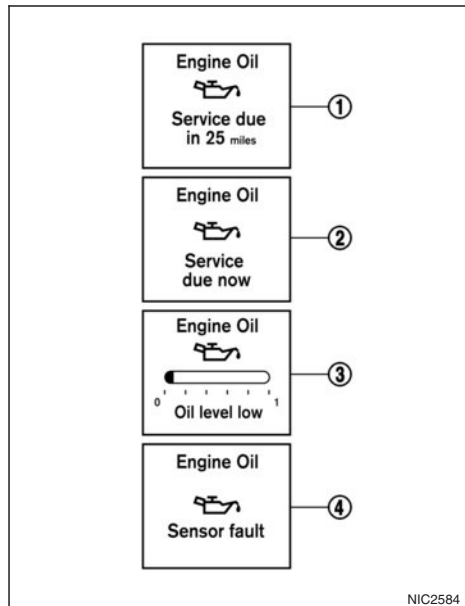 Engine Oil
Service due
in 25 miles
①
Engine Oil
Service
due now
②
Engine Oil
0 1
Oil level low
③
Engine Oil
Sensor fault
④
NIC2584